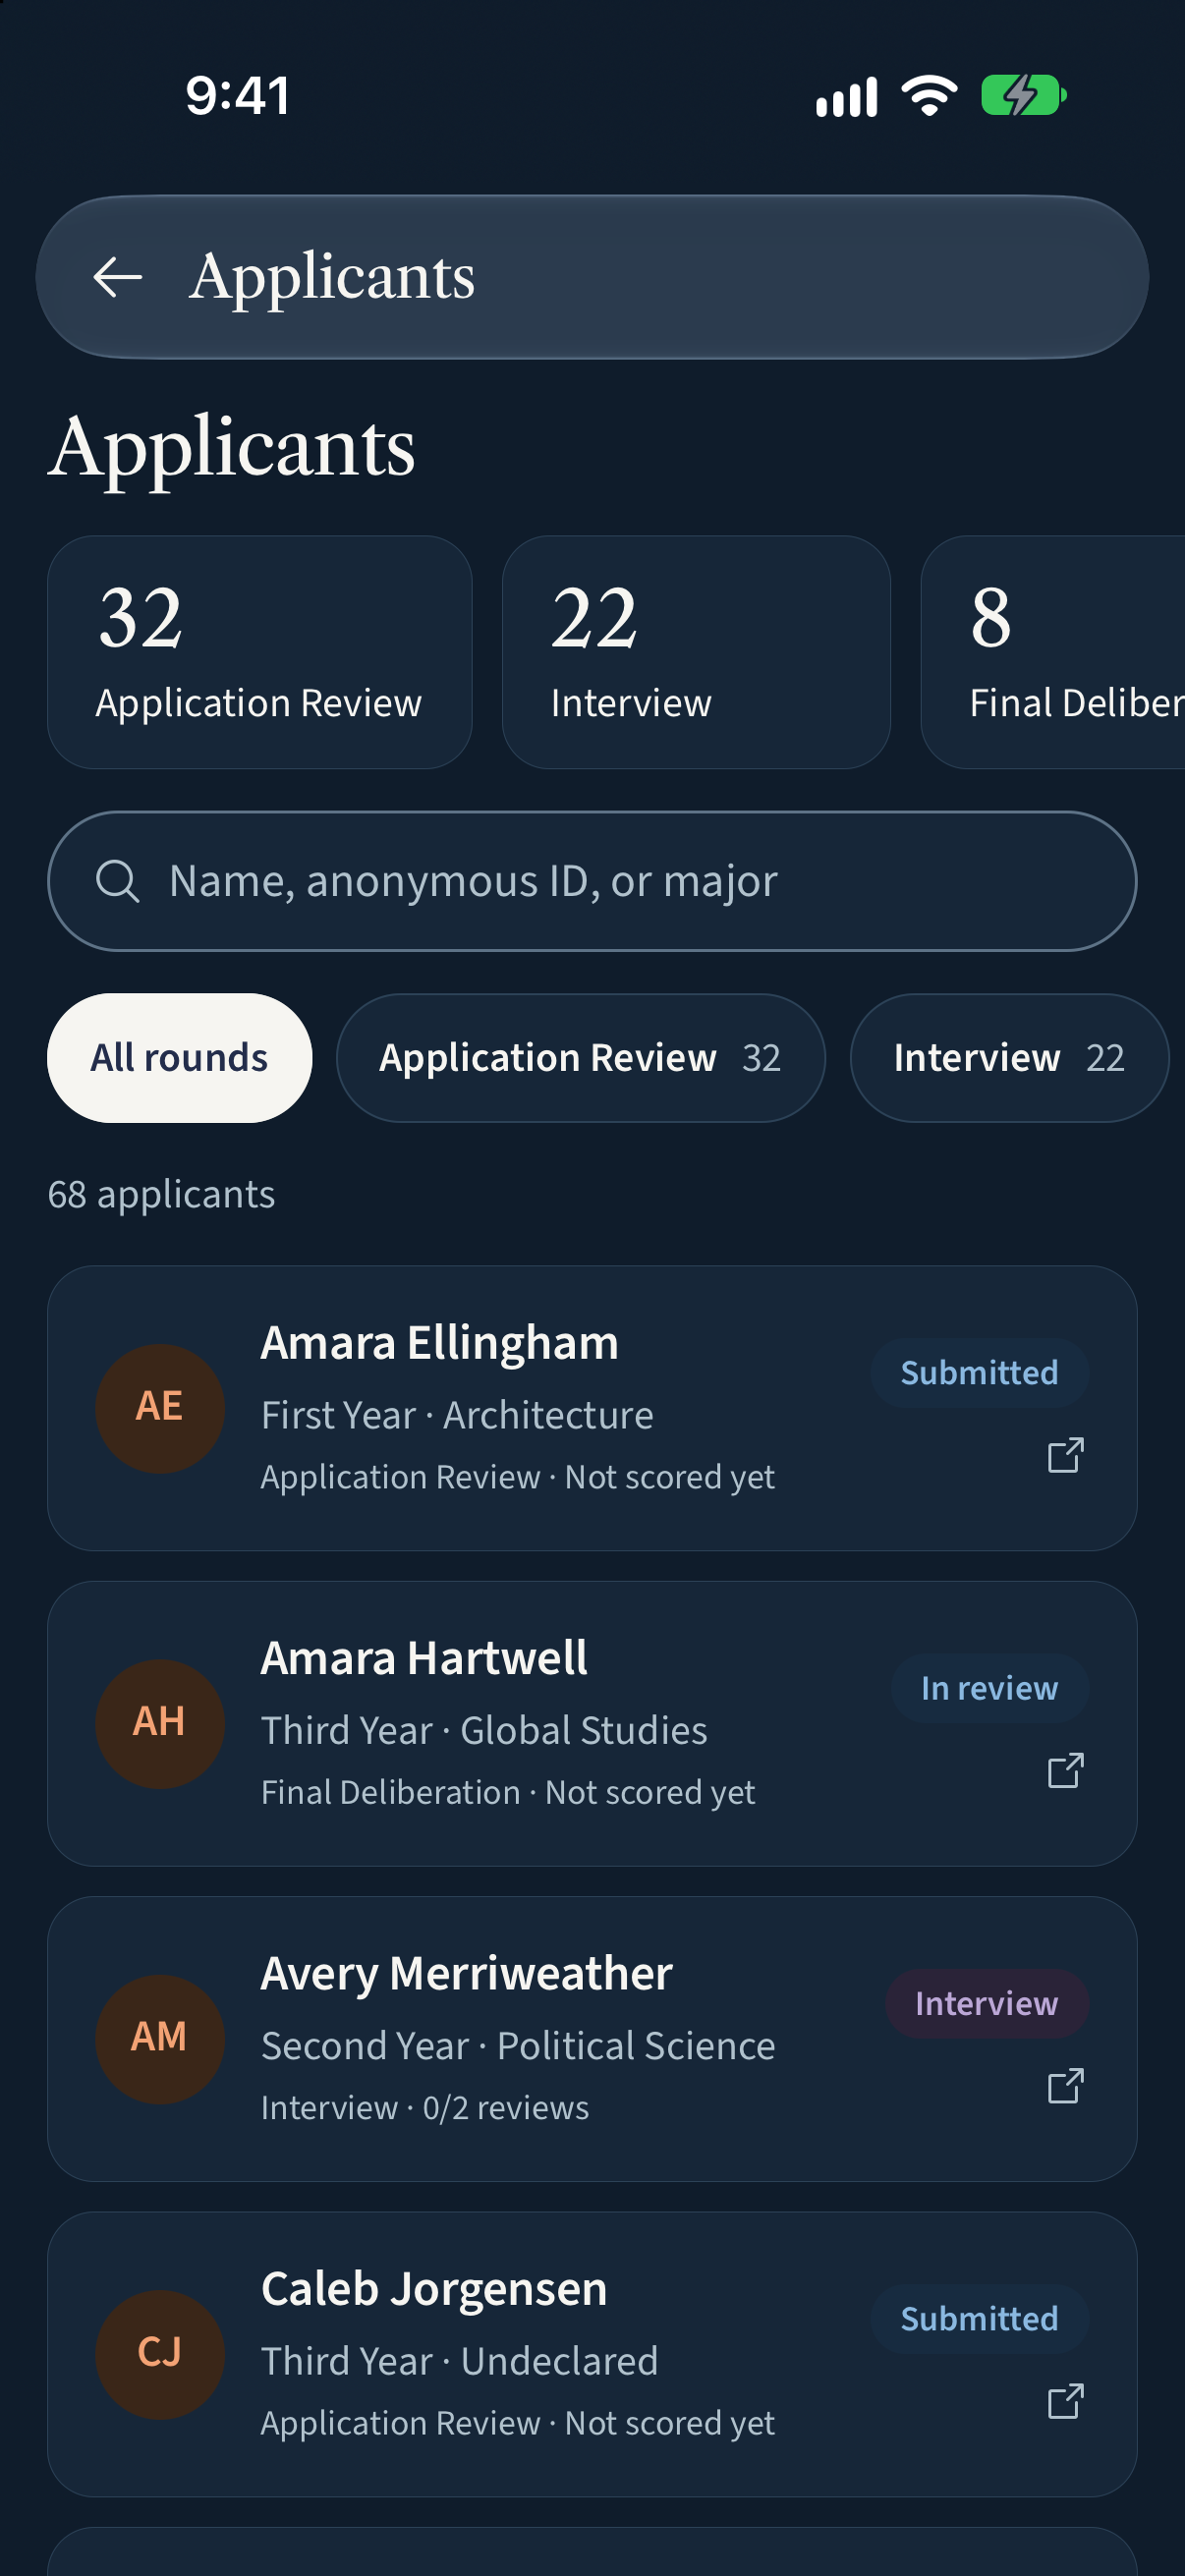 9:41
Applicants
Applicants
32
Application Review
22
Interview
8
Final Deliber
Name, anonymous ID, or major
All rounds
Application Review 32
Interview 22
68 applicants
AE
Amara Ellingham
First Year · Architecture
Application Review · Not scored yet
Submitted
AH
Amara Hartwell
Third Year · Global Studies
Final Deliberation · Not scored yet
In review
AM
Avery Merriweather
Second Year · Political Science
Interview · 0/2 reviews
Interview
CJ
Caleb Jorgensen
Third Year · Undeclared
Application Review · Not scored yet
Submitted